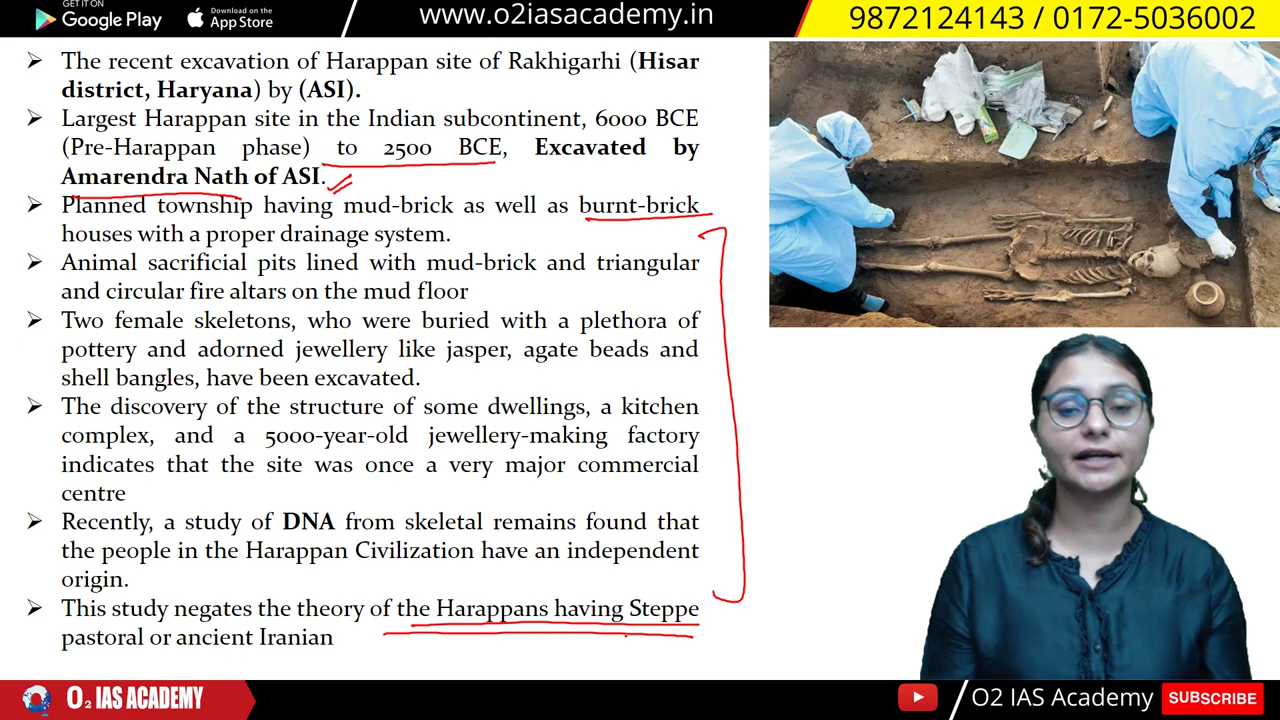 GET IT ON
Google Play
Download on the
App Store
www.o2iasacademy.in
9872124143 / 0172-5036002
➢ The recent excavation of Harappan site of Rakhigarhi (Hisar
district, Haryana) by (ASI).
➢ Largest Harappan site in the Indian subcontinent, 6000 BCE
(Pre-Harappan phase) to 2500 BCE, Excavated by
Amarendra Nath of ASI.
➢ Planned township having mud-brick as well as burnt-brick
houses with a proper drainage system.
➢ Animal sacrificial pits lined with mud-brick and triangular
and circular fire altars on the mud floor
➢ Two female skeletons, who were buried with a plethora of
pottery and adorned jewellery like jasper, agate beads and
shell bangles, have been excavated.
➢ The discovery of the structure of some dwellings, a kitchen
complex, and a 5000-year-old jewellery-making factory
indicates that the site was once a very major commercial
centre
➢ Recently, a study of DNA from skeletal remains found that
the people in the Harappan Civilization have an independent
origin.
➢ This study negates the theory of the Harappans having Steppe
pastoral or ancient Iranian
O2 IAS ACADEMY
O2 IAS Academy
SUBSCRIBE